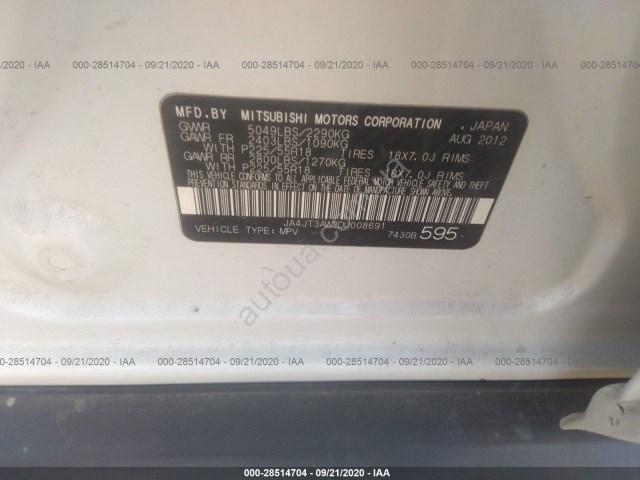 000-28514704 - 09/21/2020 - IAA
MFD.BY MITSUBISHI MOTORS CORPORATION . JAPAN
GVWR 5049LBS/2290KG AUG 2012
GAWR FR 2403LBS/1090KG
WITH P225/55R18 TIRES 18X7.0J RIMS
GAWR RR 2800LBS/1270KG
WITH P225/55R18 TIRES 18X7.0J RIMS
THIS VEHICLE CONFORMS TO ALL APPLICABLE FEDERAL MOTOR VEHICLE SAFETY AND THEFT
PREVENTION STANDARDS IN EFFECT ON THE DATE OF MANUFACTURE SHOWN ABOVE.
VEHICLE TYPE: MPV 7430B 595
autoua
000-28514704 - 09/21/2020 - IAA
000-28514704 - 09/21/2020 - IAA